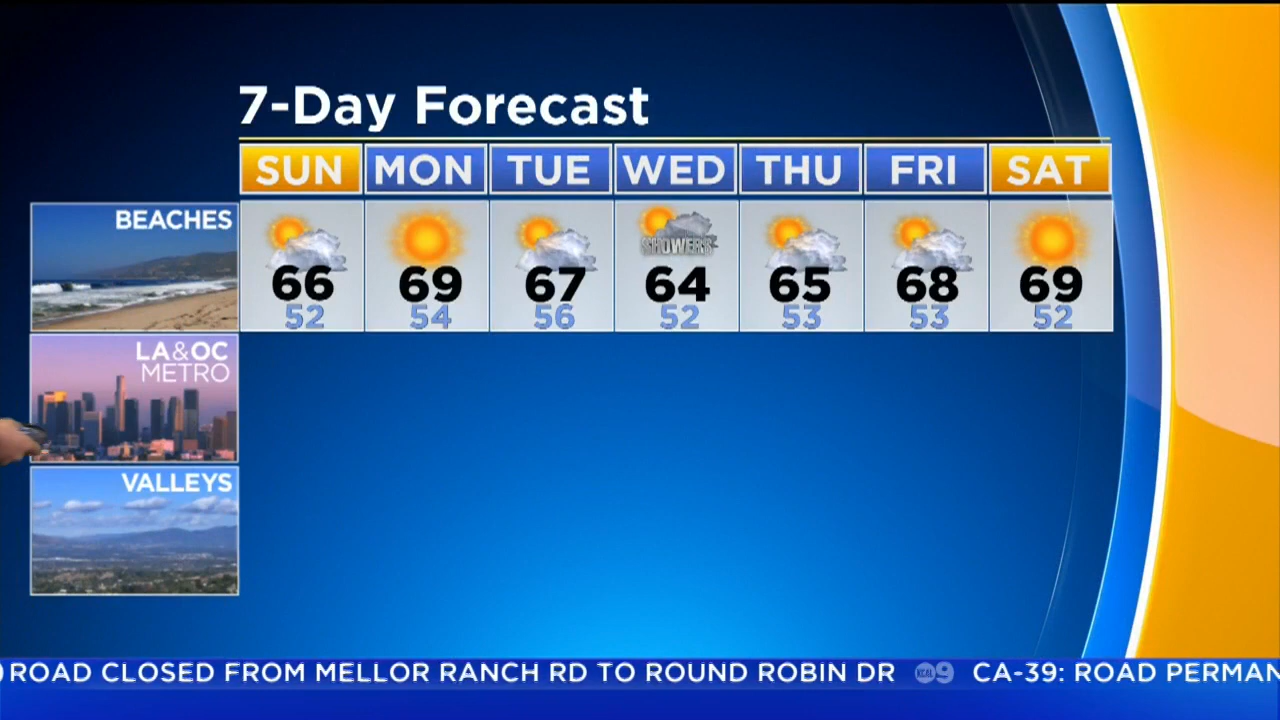 7-Day Forecast
SUN MON TUE WED THU FRI SAT
BEACHES
SHOWERS
66 69 67 64 65 68 69
52 54 56 52 53 53 52
LA&OC
METRO
VALLEYS
ROAD CLOSED FROM MELLOR RANCH RD TO ROUND ROBIN DR KCAL 9 CA-39: ROAD PERMAN